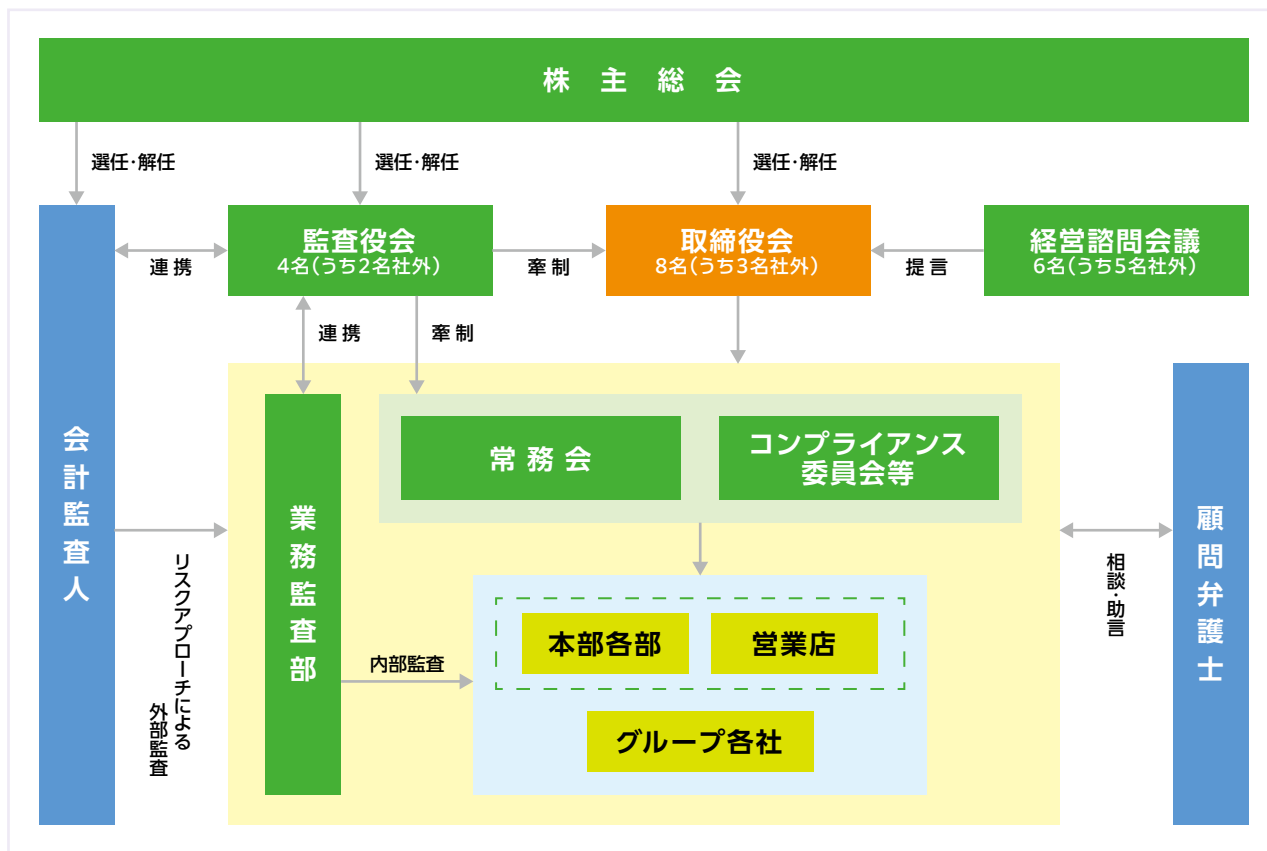 株主総会
選任・解任
選任・解任
選任・解任
監査役会
4名(うち2名社外)
取締役会
8名(うち3名社外)
経営諮問会議
6名(うち5名社外)
連携
牽制
提言
連携
牽制
会計監査人
業務監査部
常務会
コンプライアンス
委員会等
顧問弁護士
リスクアプローチによる
外部監査
相談・助言
内部監査
本部各部
営業店
グループ各社